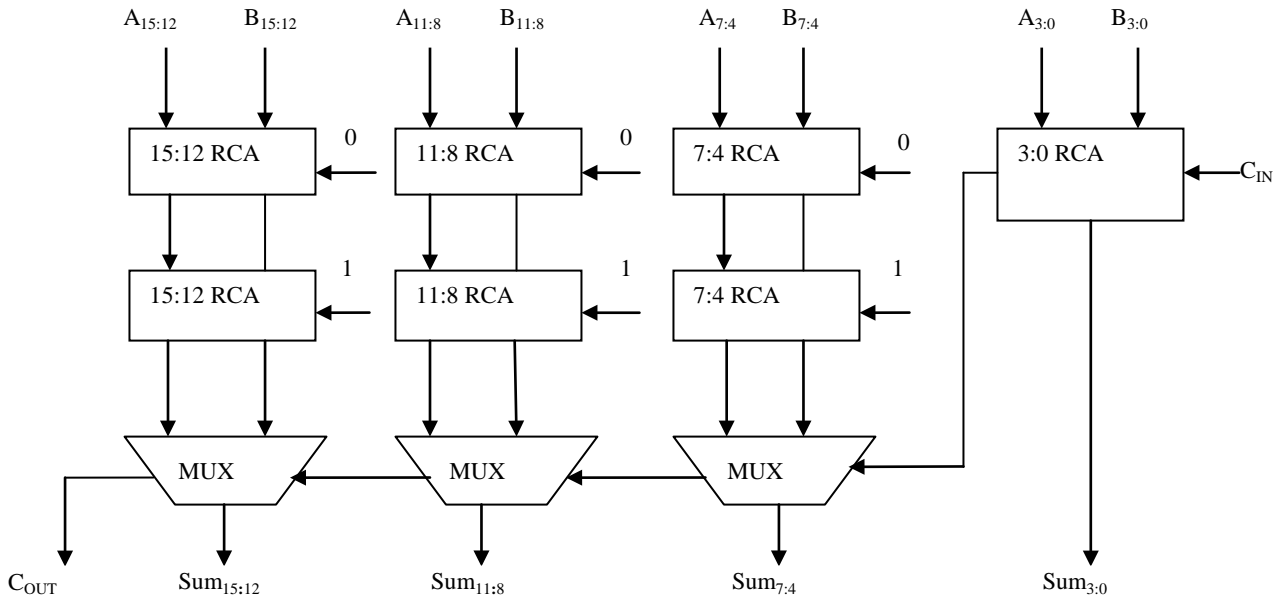 A15:12 B15:12 A11:8 B11:8 A7:4 B7:4 A3:0 B3:0
0 0 0
15:12 RCA 11:8 RCA 7:4 RCA 3:0 RCA
CIN
1 1 1
15:12 RCA 11:8 RCA 7:4 RCA
MUX MUX MUX
COUT Sum15:12 Sum11:8 Sum7:4 Sum3:0